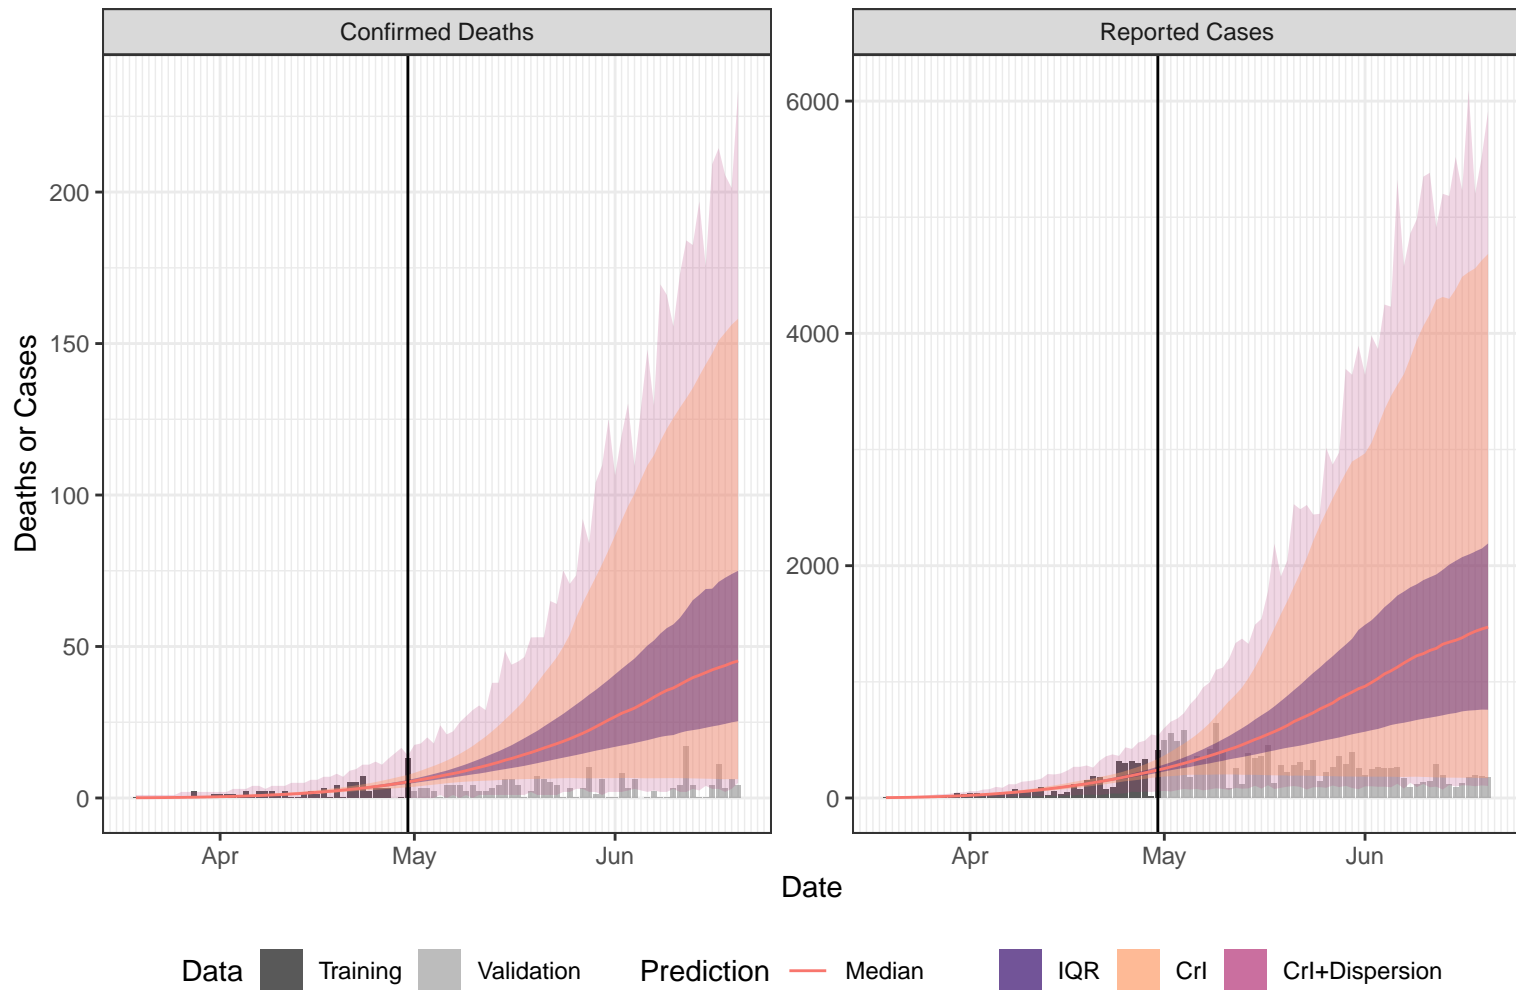 Confirmed Deaths
Reported Cases
Deaths or Cases
200
150
100
50
0
6000
4000
2000
0
Apr
May
Jun
Apr
May
Jun
Date
Data Training Validation Prediction Median IQR CrI CrI+Dispersion